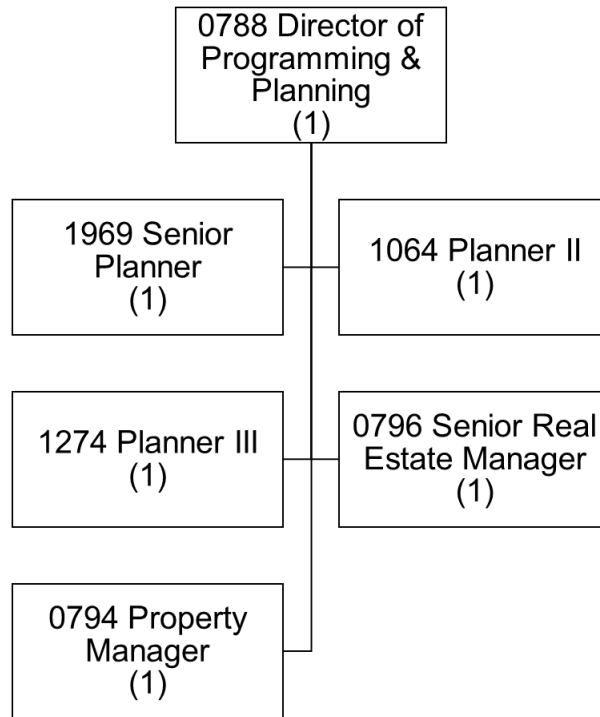 0788 Director of
Programming &
Planning
(1)
1969 Senior
Planner
(1)
1064 Planner II
(1)
1274 Planner III
(1)
0796 Senior Real
Estate Manager
(1)
0794 Property
Manager
(1)